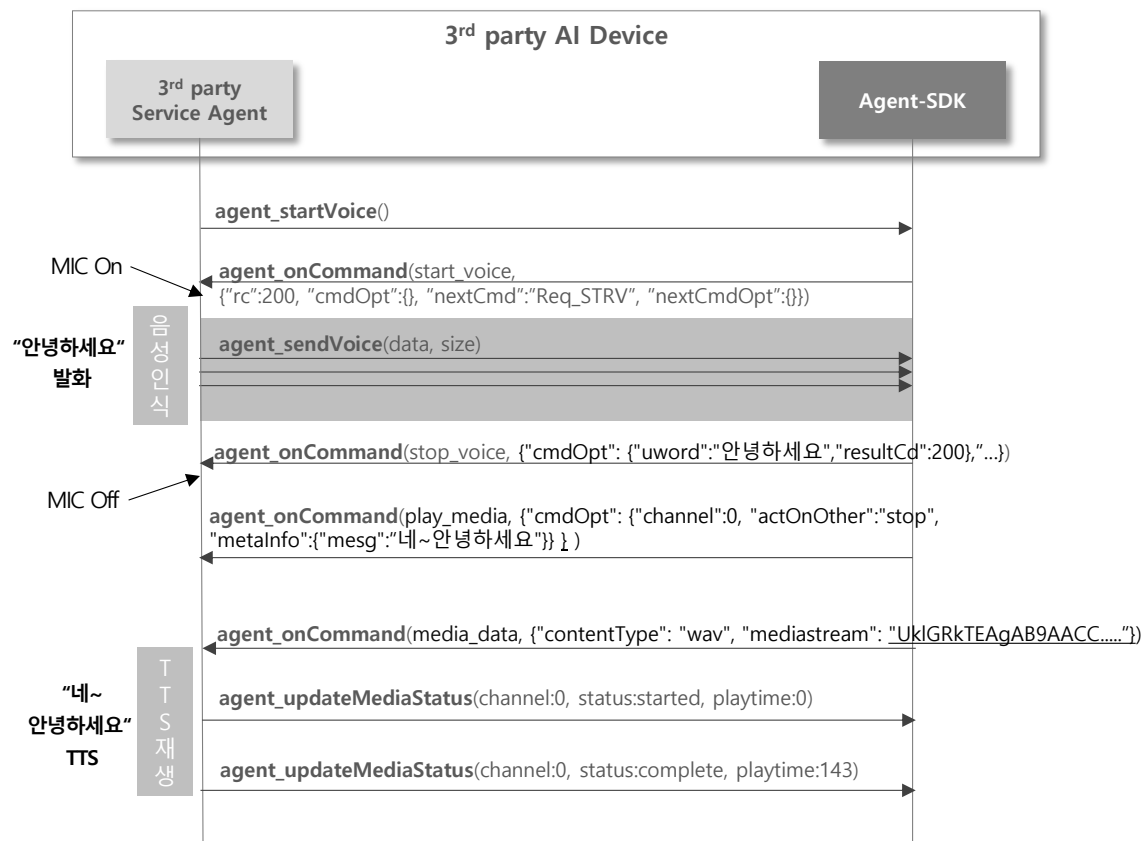 3rd party AI Device
3rd party
Service Agent
Agent-SDK
agent_startVoice()
MIC On
agent_onCommand(start_voice,
{"rc":200, "cmdOpt":{}, "nextCmd":"Req_STRV", "nextCmdOpt":{}})
"안녕하세요"
발화
음성인식
agent_sendVoice(data, size)
agent_onCommand(stop_voice, {"cmdOpt": {"uword":"안녕하세요","resultCd":200},"...})
MIC Off
agent_onCommand(play_media, {"cmdOpt": {"channel":0, "actOnOther":"stop",
"metaInfo":{"mesg":"네~안녕하세요"}} } )
agent_onCommand(media_data, {"contentType": "wav", "mediastream": "UklGRkTEAgAB9AACC....."})
"네~
안녕하세요"
TTS
TTS재생
agent_updateMediaStatus(channel:0, status:started, playtime:0)
agent_updateMediaStatus(channel:0, status:complete, playtime:143)